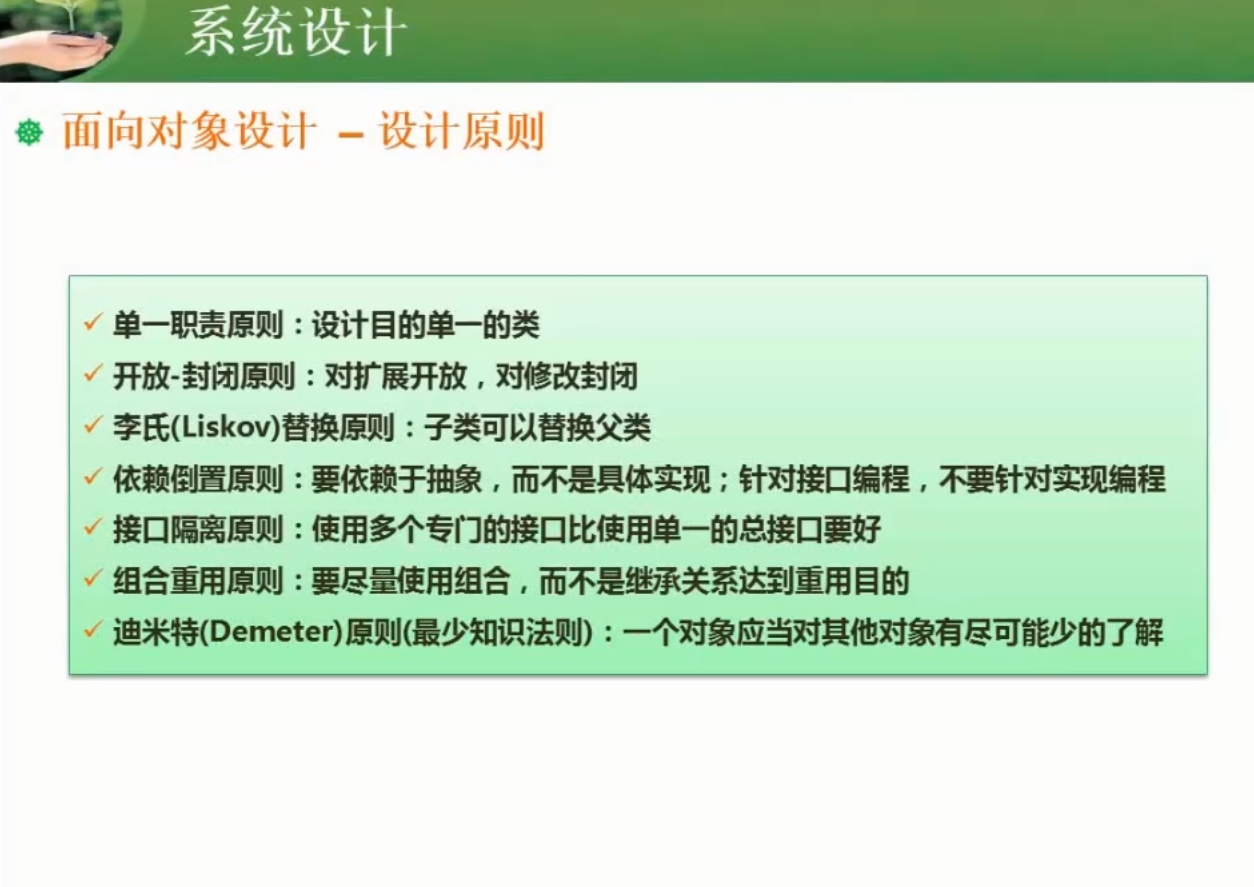 系统设计
面向对象设计 – 设计原则
单一职责原则：设计目的单一的类
开放-封闭原则：对扩展开放，对修改封闭
李氏(Liskov)替换原则：子类可以替换父类
依赖倒置原则：要依赖于抽象，而不是具体实现；针对接口编程，不要针对实现编程
接口隔离原则：使用多个专门的接口比使用单一的总接口要好
组合重用原则：要尽量使用组合，而不是继承关系达到重用目的
迪米特(Demeter)原则(最少知识法则)：一个对象应当对其他对象有尽可能少的了解